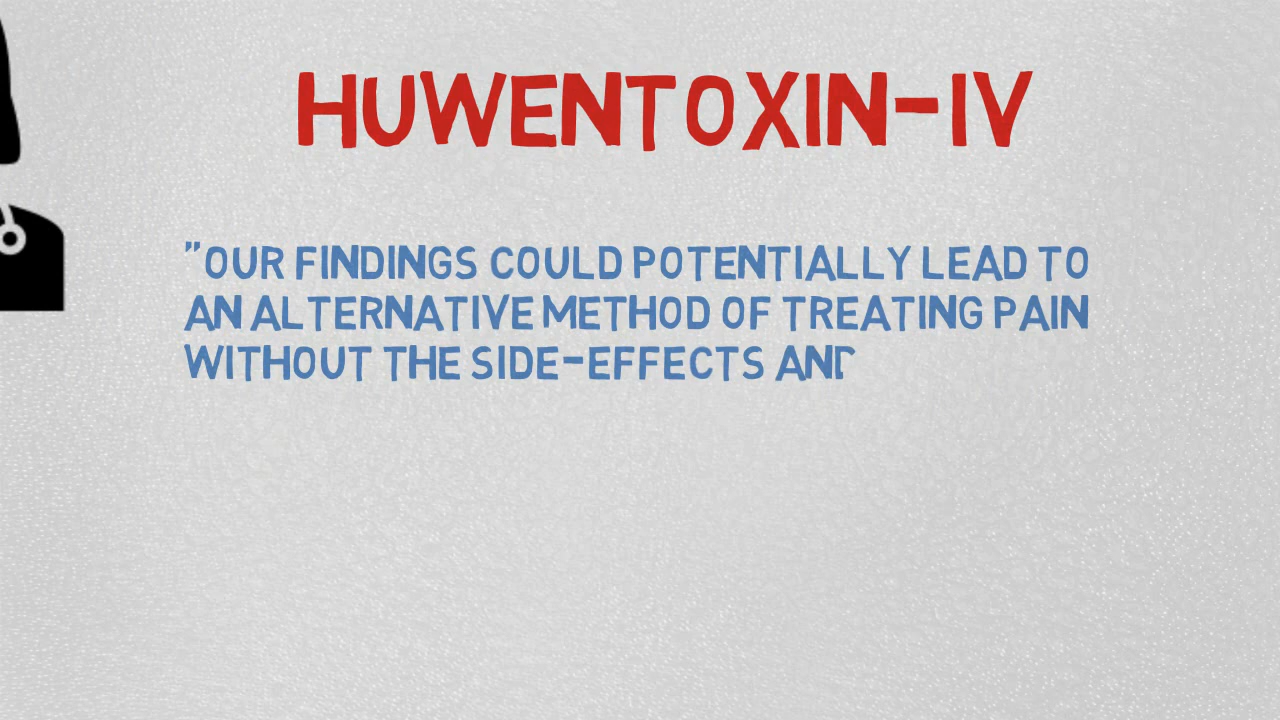 HUWENTOXIN-IV
"OUR FINDINGS COULD POTENTIALLY LEAD TO
AN ALTERNATIVE METHOD OF TREATING PAIN
WITHOUT THE SIDE-EFFECTS AND